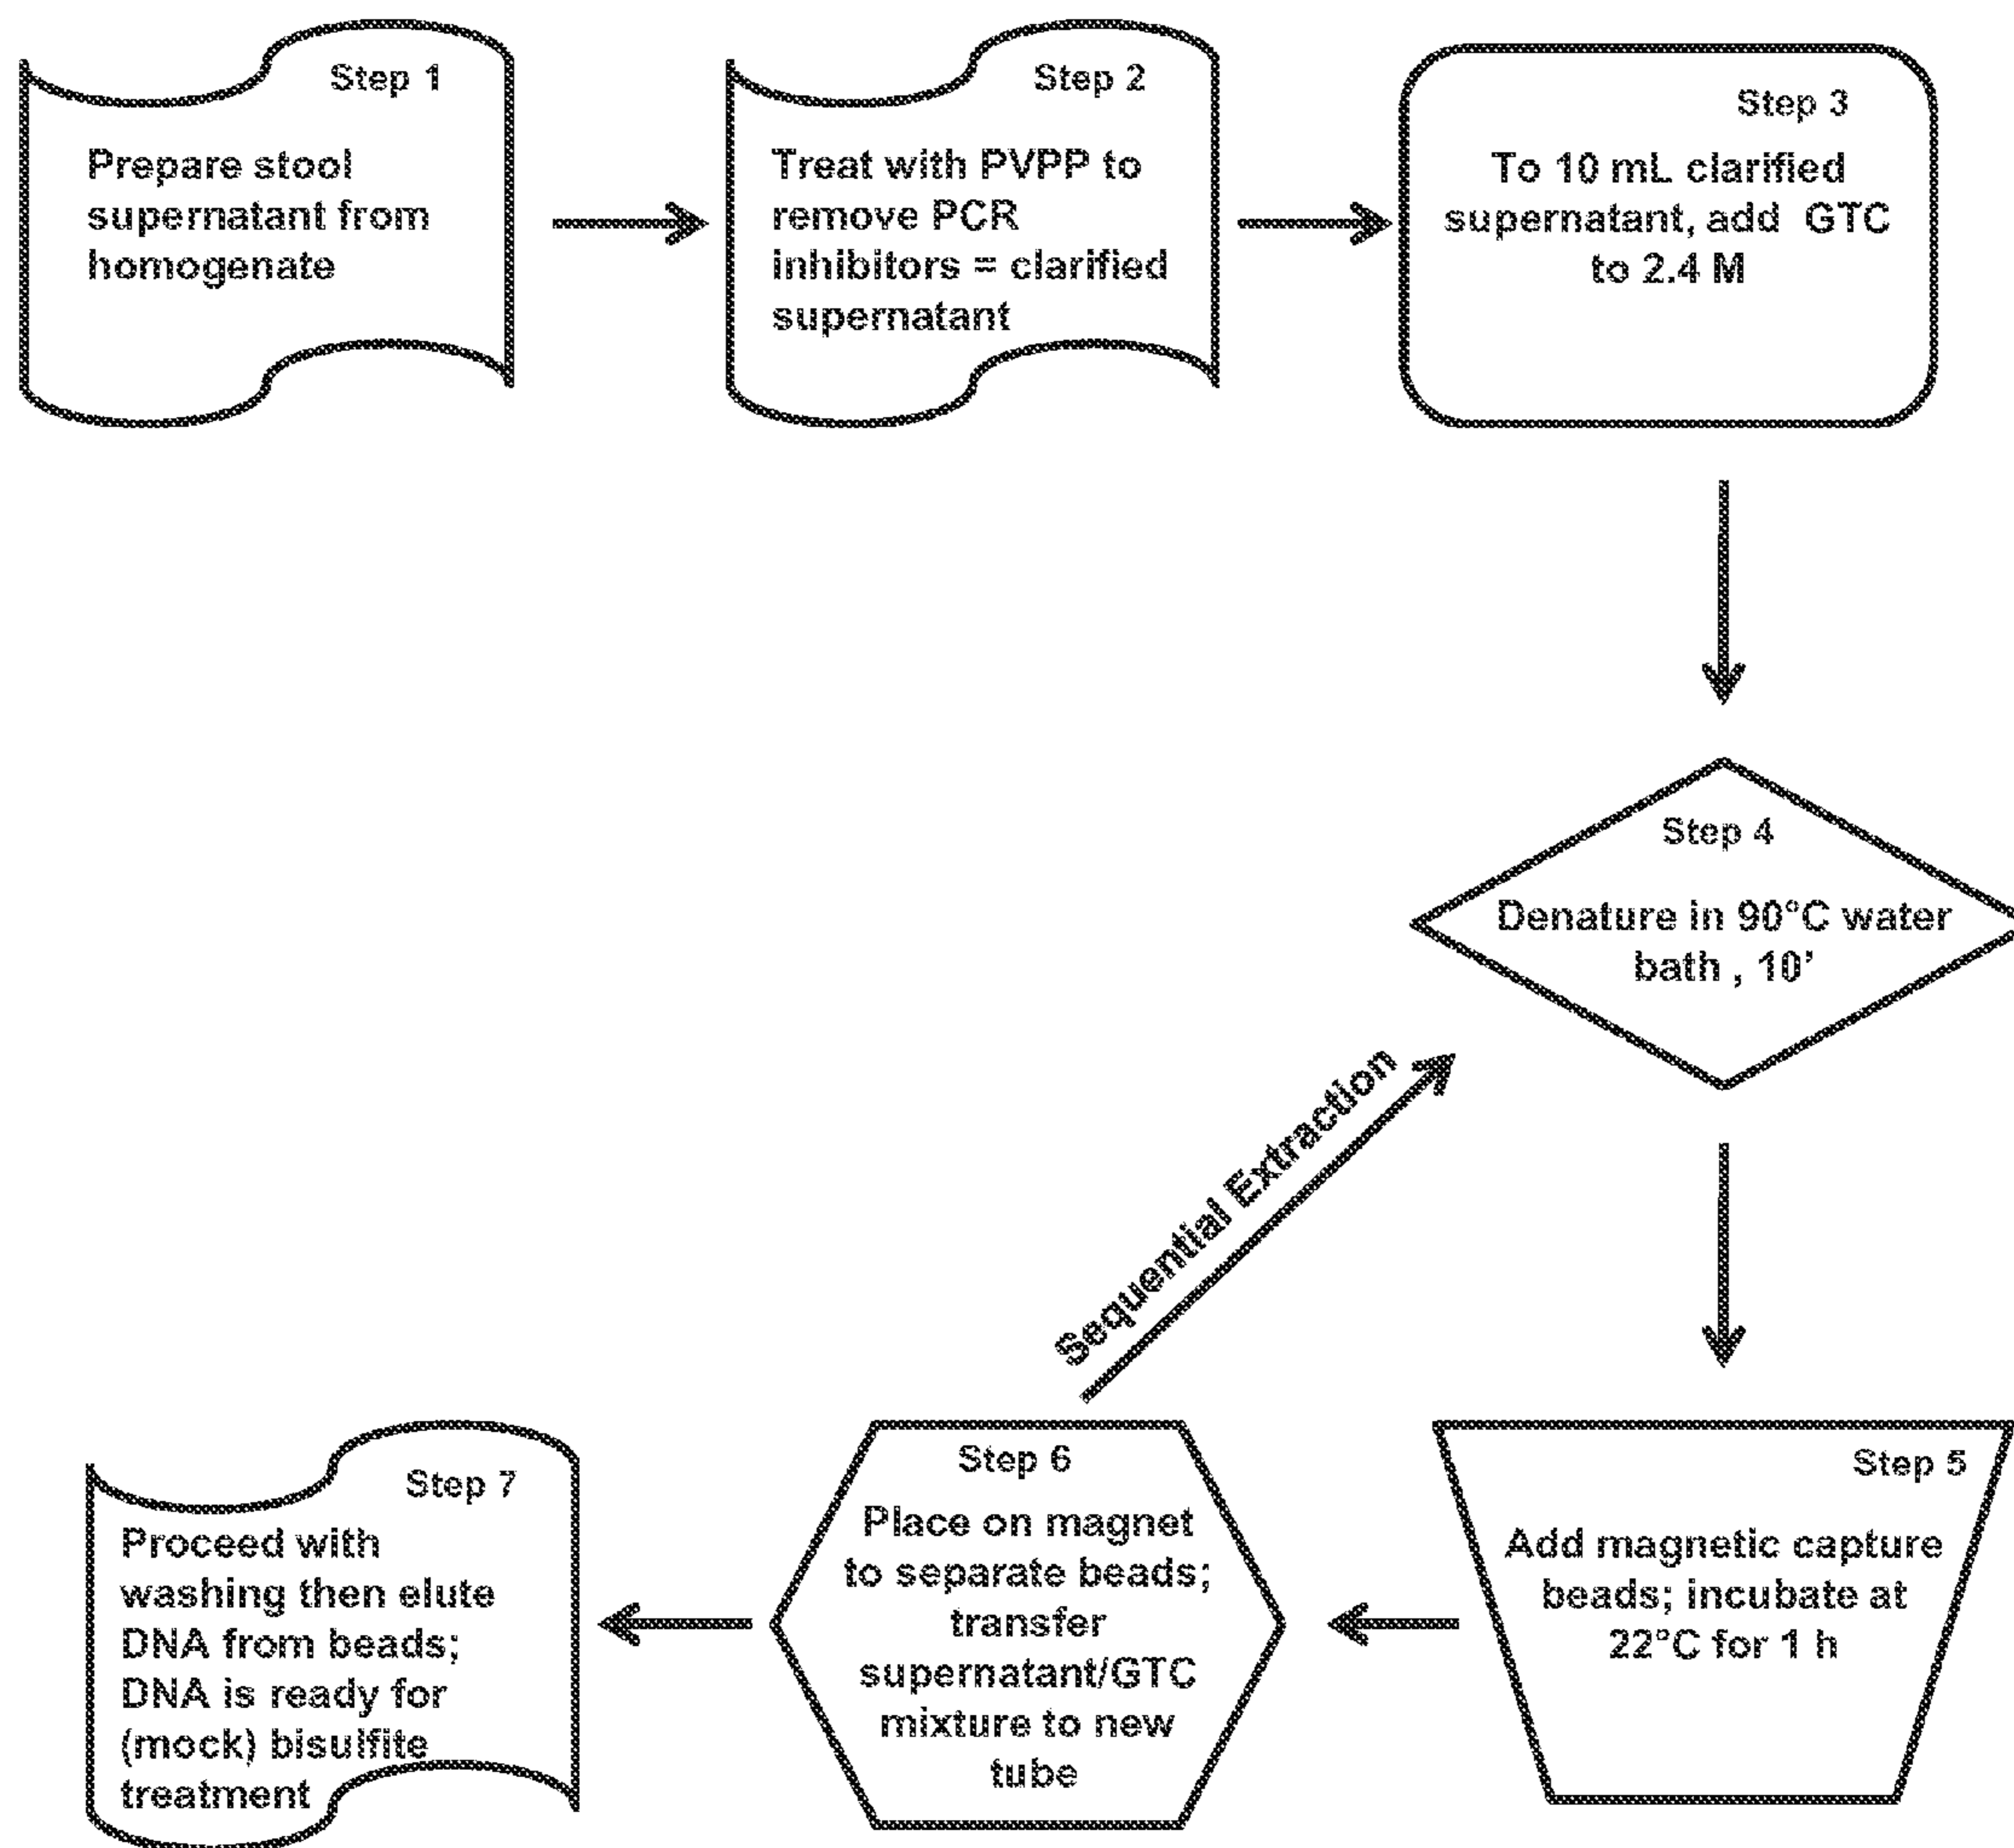 Step 1
Prepare stool
supernatant from
homogenate
Step 2
Treat with PVPP to
remove PCR
inhibitors = clarified
supernatant
Step 3
To 10 mL clarified
supernatant, add GTC
to 2.4 M
Step 4
Denature in 90°C water
bath , 10'
Sequential Extraction
Step 5
Add magnetic capture
beads; incubate at
22°C for 1 h
Step 6
Place on magnet
to separate beads;
transfer
supernatant/GTC
mixture to new
tube
Step 7
Proceed with
washing then elute
DNA from beads;
DNA is ready for
(mock) bisulfite
treatment